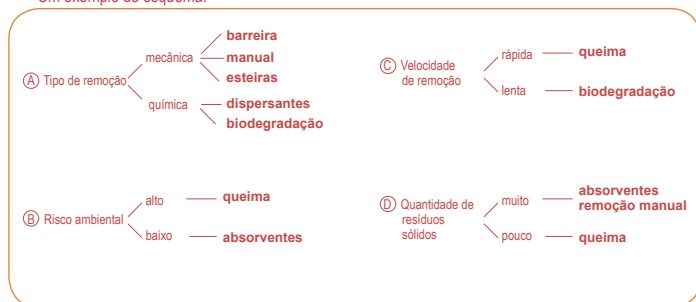 Um exemplo de esquema:
A Tipo de remoção
mecânica
barreira
manual
esteiras
química
dispersantes
biodegradação
B Risco ambiental
alto
queima
baixo
absorventes
C Velocidade
de remoção
rápida
queima
lenta
biodegradação
D Quantidade de
resíduos
sólidos
muito
absorventes
remoção manual
pouco
queima